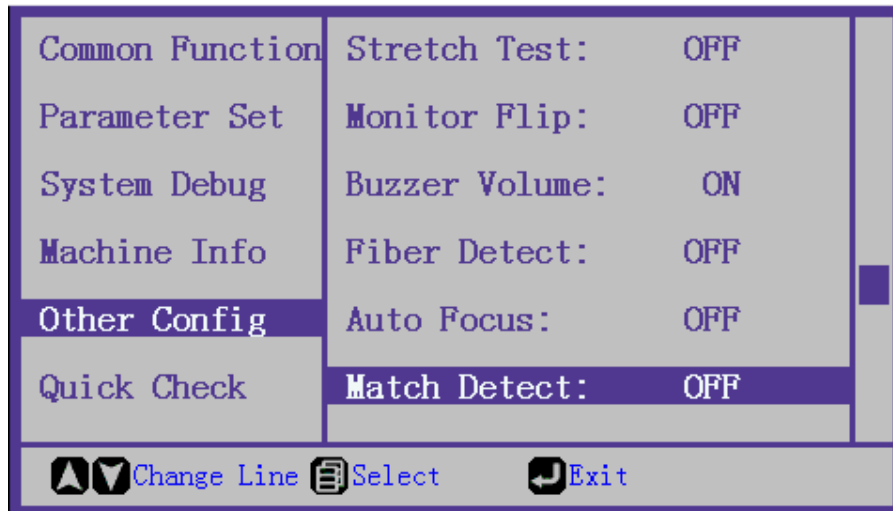 Common Function Stretch Test: OFF
Parameter Set Monitor Flip: OFF
System Debug Buzzer Volume: ON
Machine Info Fiber Detect: OFF
Other Config Auto Focus: OFF
Quick Check Match Detect: OFF
Change Line Select Exit